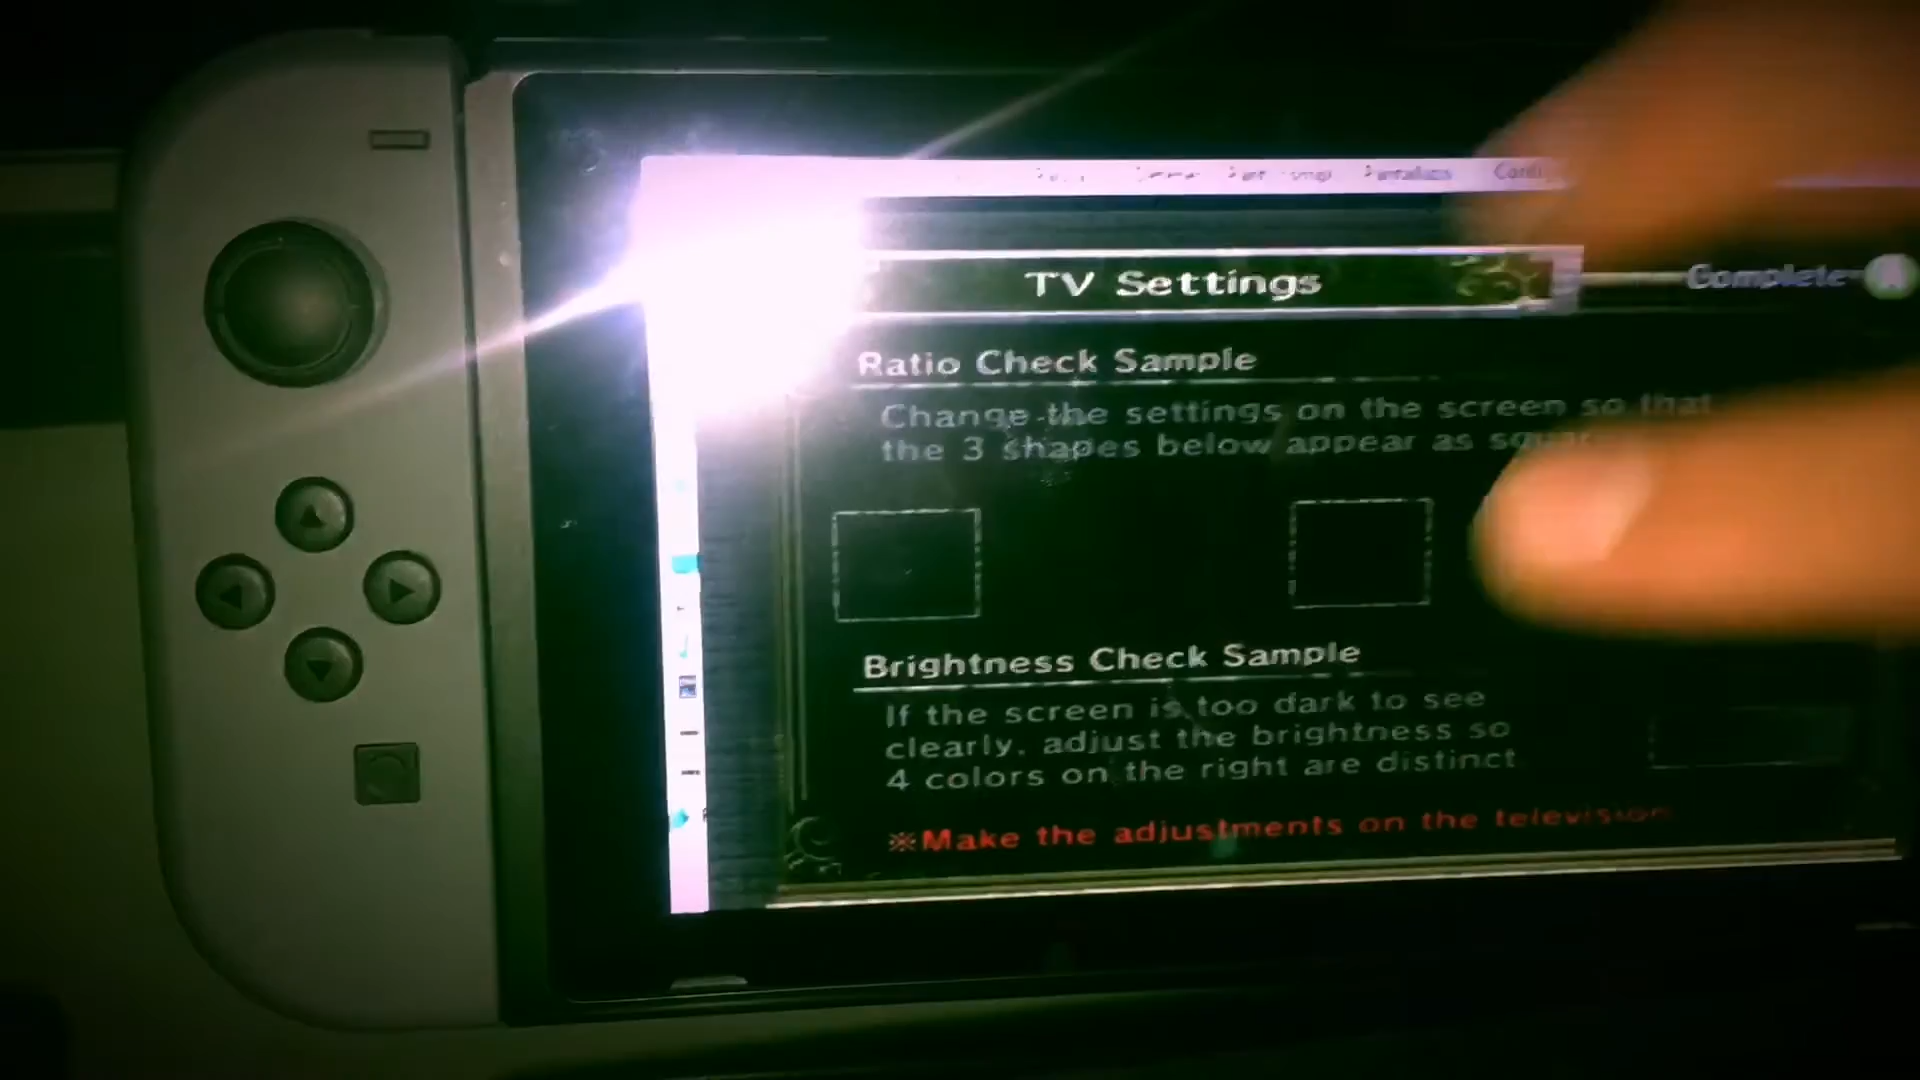 Pantallazo
TV Settings
Complete
Ratio Check Sample
Change the settings on the screen so that
the 3 shapes below appear as
Brightness Check Sample
If the screen is too dark to see
clearly, adjust the brightness so
4 colors on the right are distinct
※Make the adjustments on the television